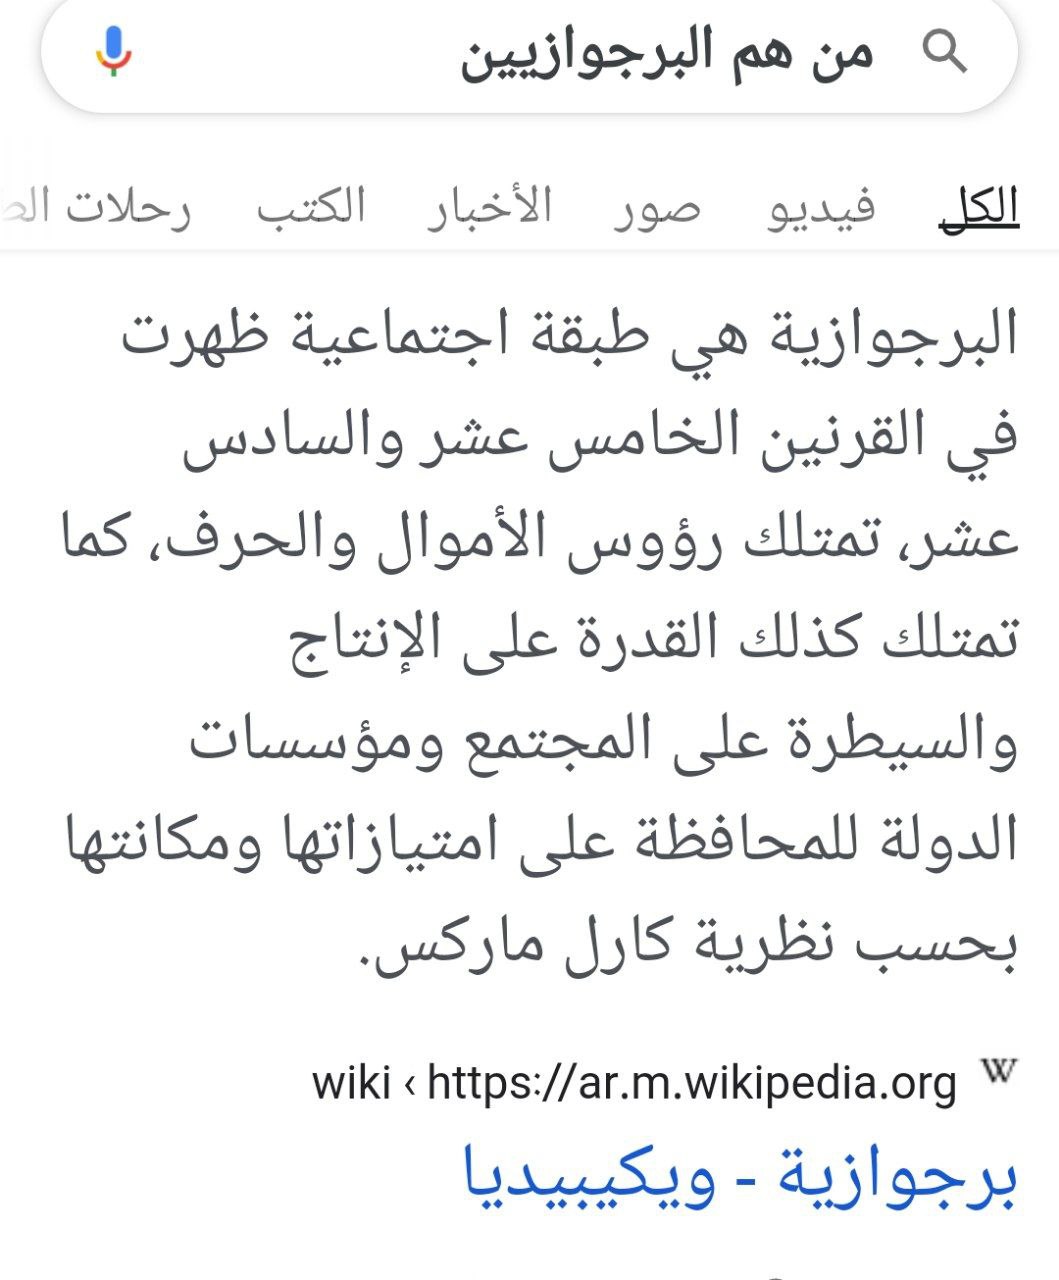 من هم البرجوازيين
الكل فيديو صور الأخبار الكتب رحلات
البرجوازية هي طبقة اجتماعية ظهرت
في القرنين الخامس عشر والسادس
عشر، تمتلك رؤوس الأموال والحرف، كما
تمتلك كذلك القدرة على الإنتاج
والسيطرة على المجتمع ومؤسسات
الدولة للمحافظة على امتيازاتها ومكانتها
بحسب نظرية كارل ماركس.
W https://ar.m.wikipedia.org › wiki
برجوازية - ويكيبيديا